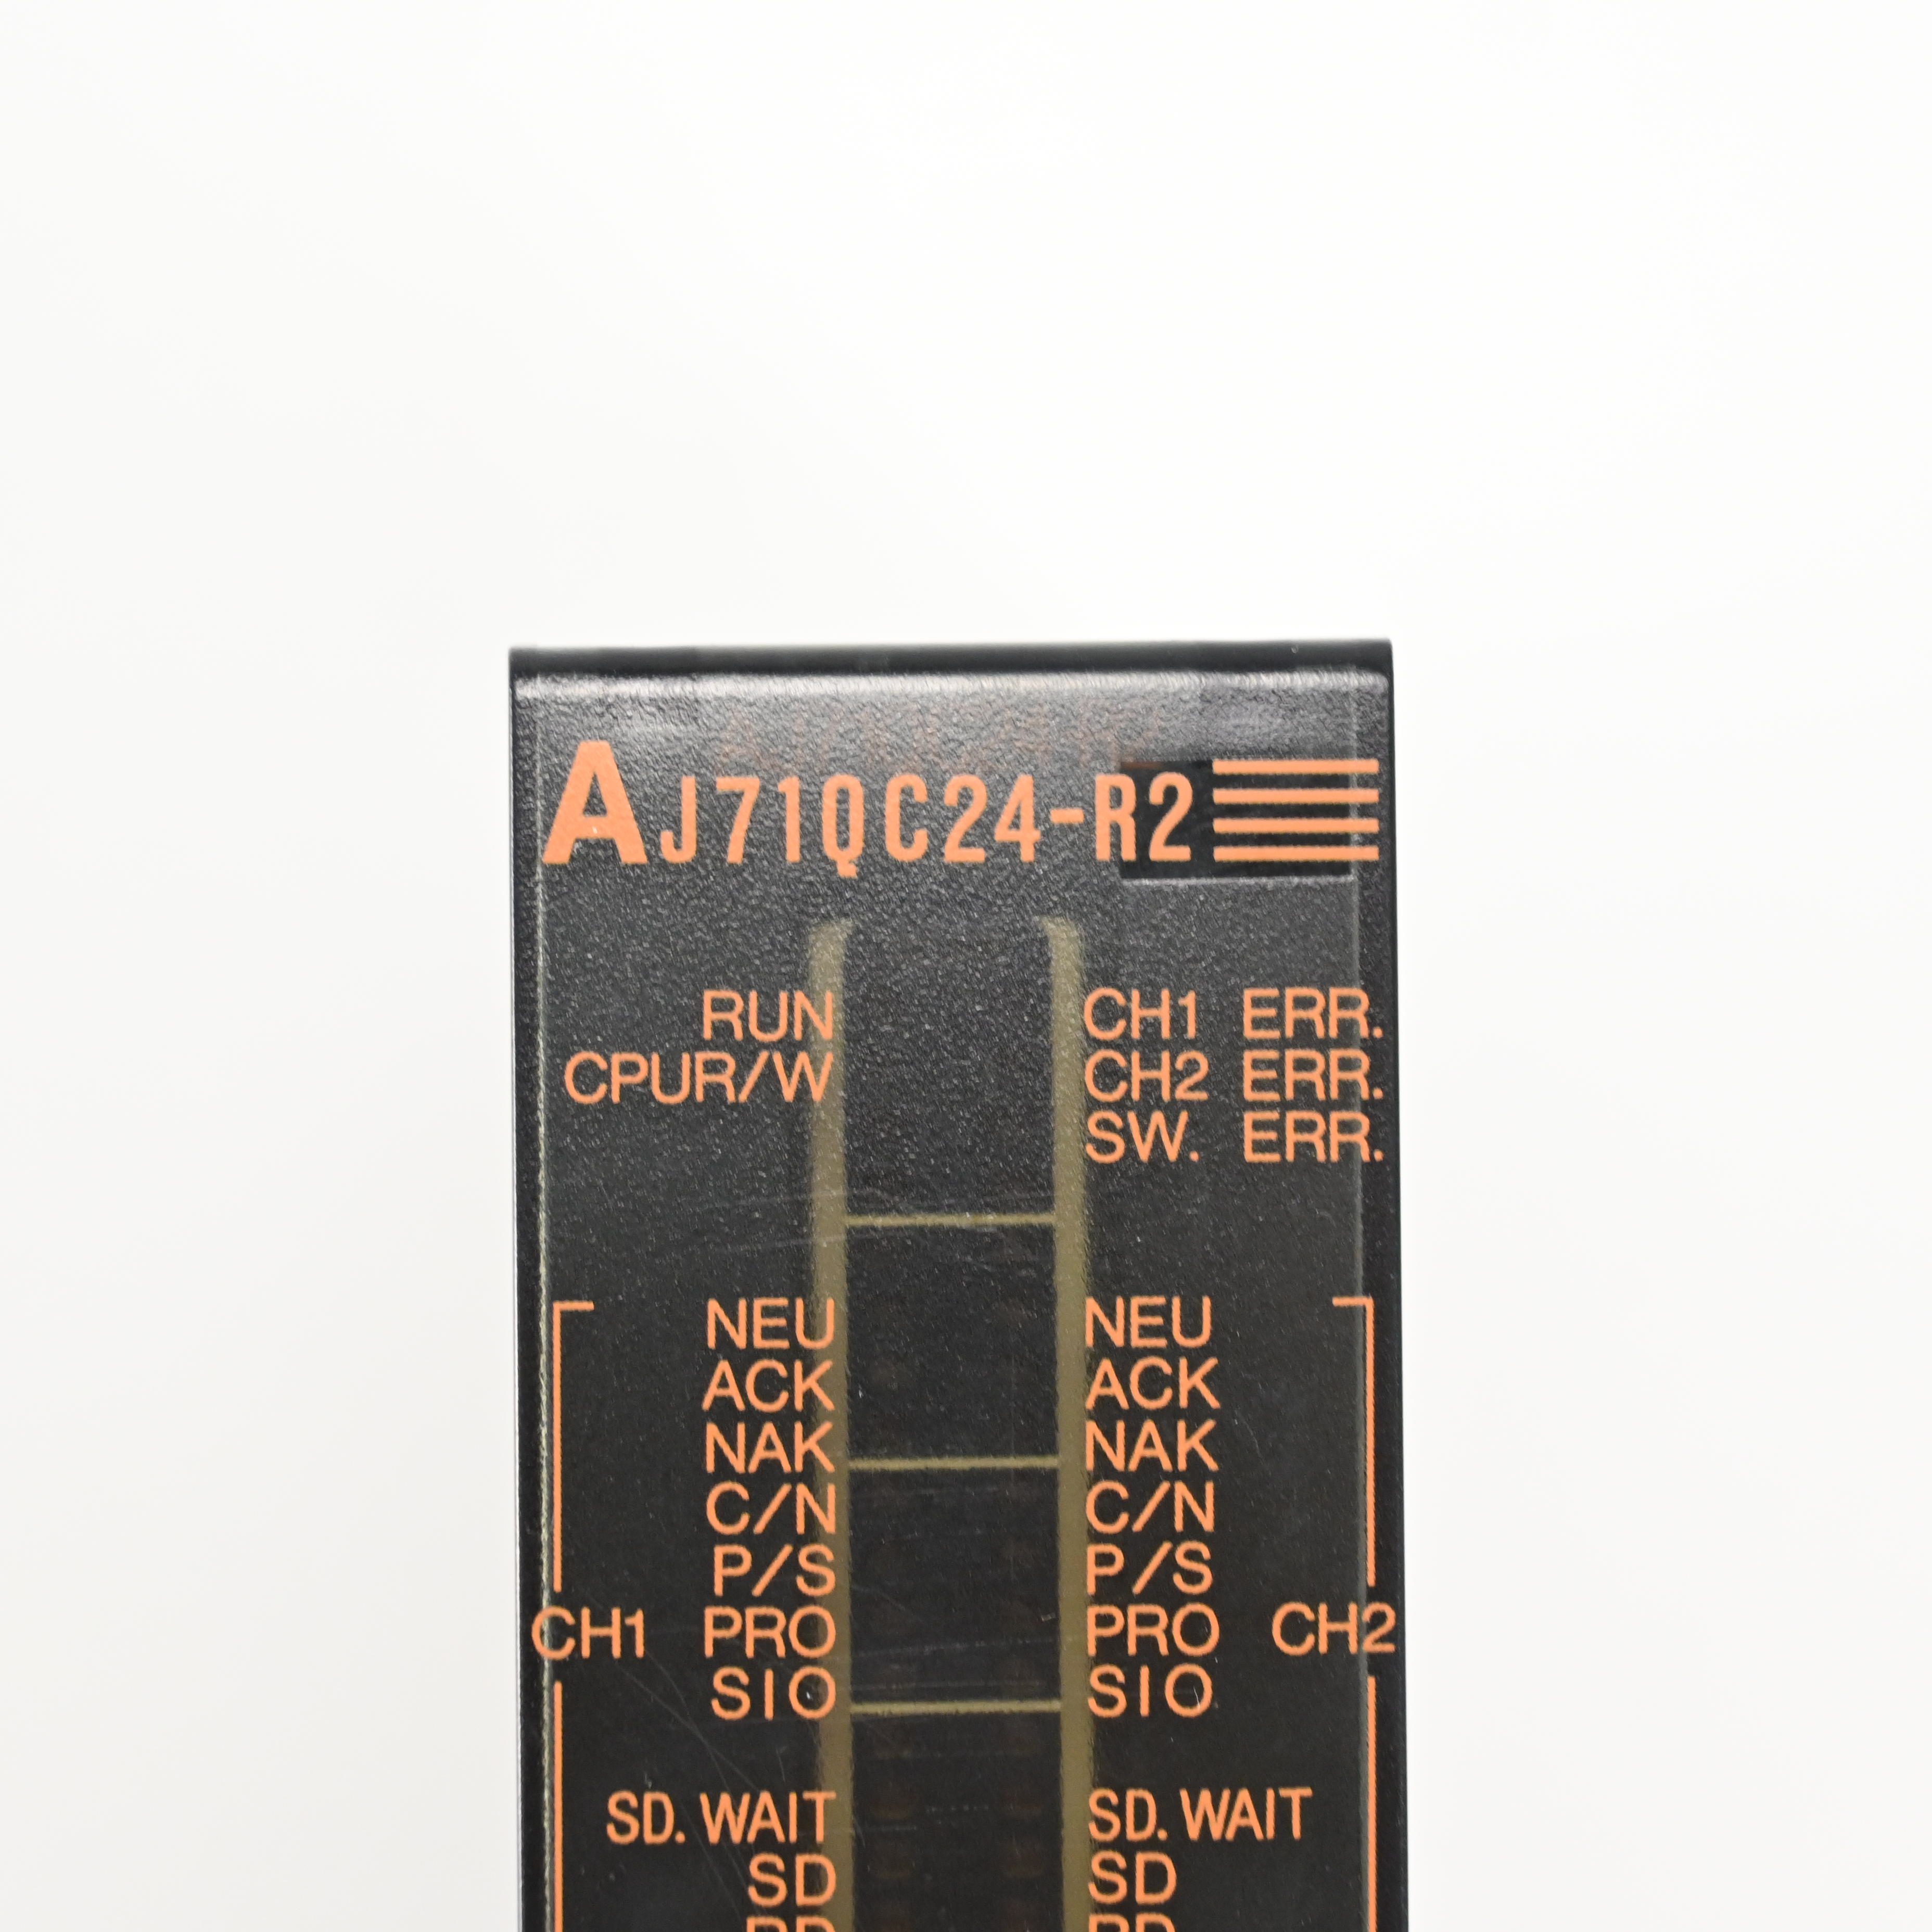 AJ71QC24-R2
RUN CH1 ERR.
CPUR/W CH2 ERR.
SW. ERR.
NEU NEU
ACK ACK
NAK NAK
C/N C/N
P/S P/S
CH1 PRO PRO CH2
SIO SIO
SD. WAIT SD. WAIT
SD SD